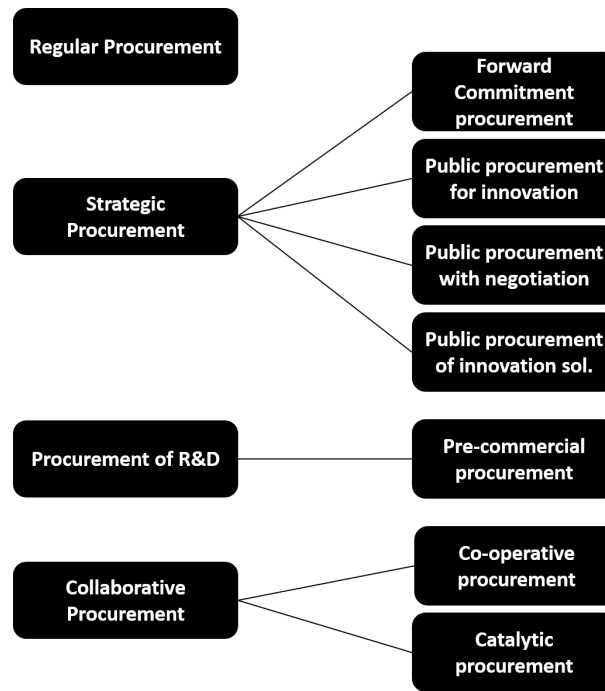 Regular Procurement
Forward
Commitment
procurement
Strategic
Procurement
Public procurement
for innovation
Public procurement
with negotiation
Public procurement
of innovation sol.
Procurement of R&D
Pre-commercial
procurement
Collaborative
Procurement
Co-operative
procurement
Catalytic
procurement